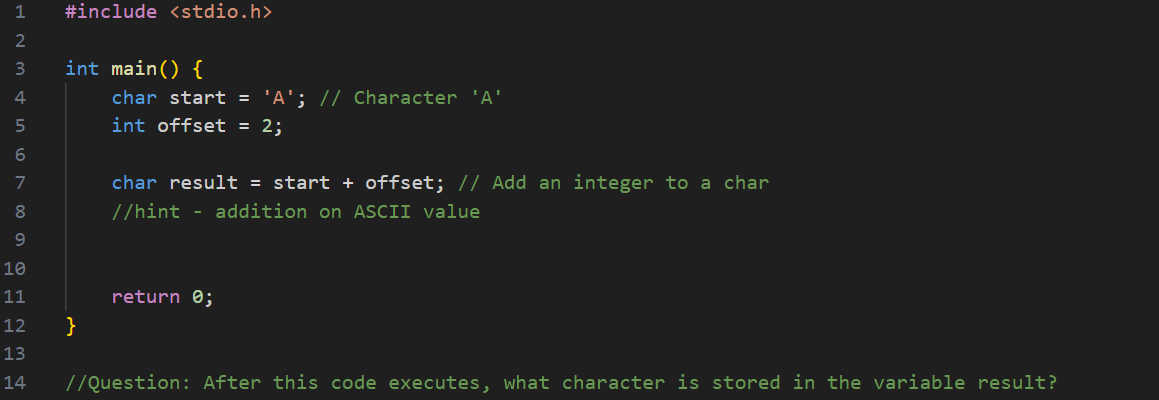 1 #include <stdio.h>
2
3 int main() {
4     char start = 'A'; // Character 'A'
5     int offset = 2;
6
7     char result = start + offset; // Add an integer to a char
8     //hint - addition on ASCII value
9
10
11     return 0;
12 }
13
14 //Question: After this code executes, what character is stored in the variable result?